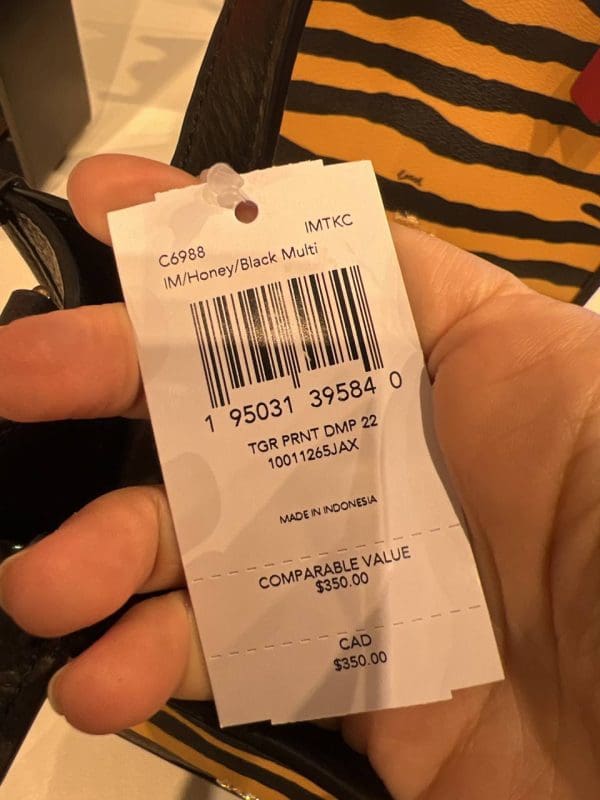 IMTKC
C6988
IM/Honey/Black Multi
1 95031 39584 0
TGR PRNT DMP 22
10011265JAX
MADE IN INDONESIA
COMPARABLE VALUE
$350.00
CAD
$350.00